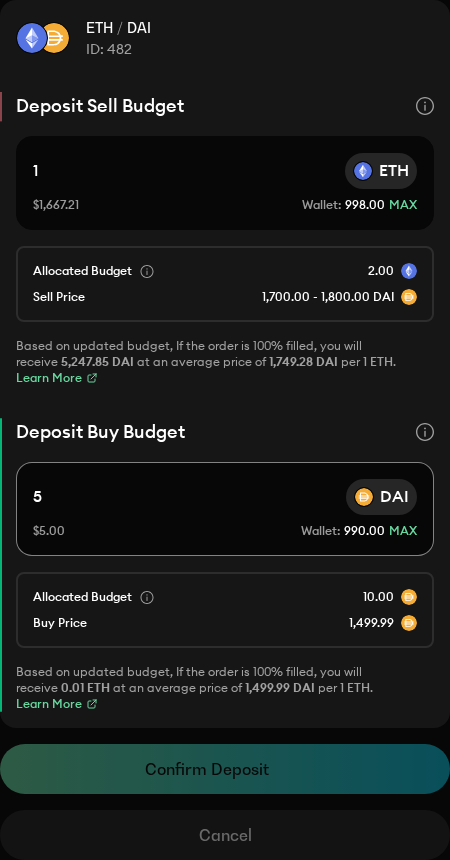 ETH / DAI
ID: 482
Deposit Sell Budget
1 ETH
$1,667.21 Wallet: 998.00 MAX
Allocated Budget 2.00
Sell Price 1,700.00 - 1,800.00 DAI
Based on updated budget, If the order is 100% filled, you will
receive 5,247.85 DAI at an average price of 1,749.28 DAI per 1 ETH.
Learn More
Deposit Buy Budget
5 DAI
$5.00 Wallet: 990.00 MAX
Allocated Budget 10.00
Buy Price 1,499.99
Based on updated budget, If the order is 100% filled, you will
receive 0.01 ETH at an average price of 1,499.99 DAI per 1 ETH.
Learn More
Confirm Deposit
Cancel